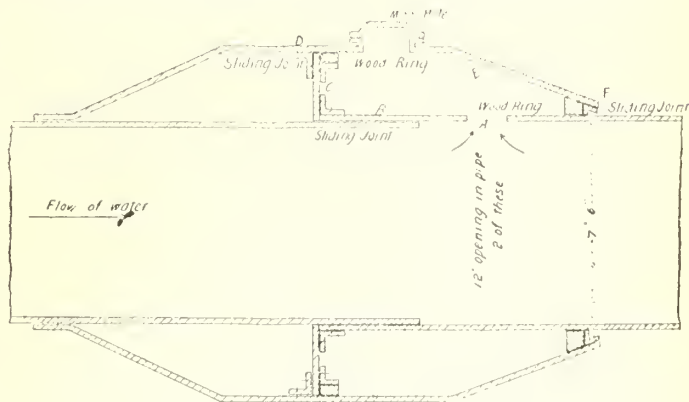 Man Hole
D
Sliding Joint
Wood Ring
C
E
F
B
Wood Ring
Sliding Joint
Sliding Joint
A
Flow of water
12" opening in pipe
2 of these